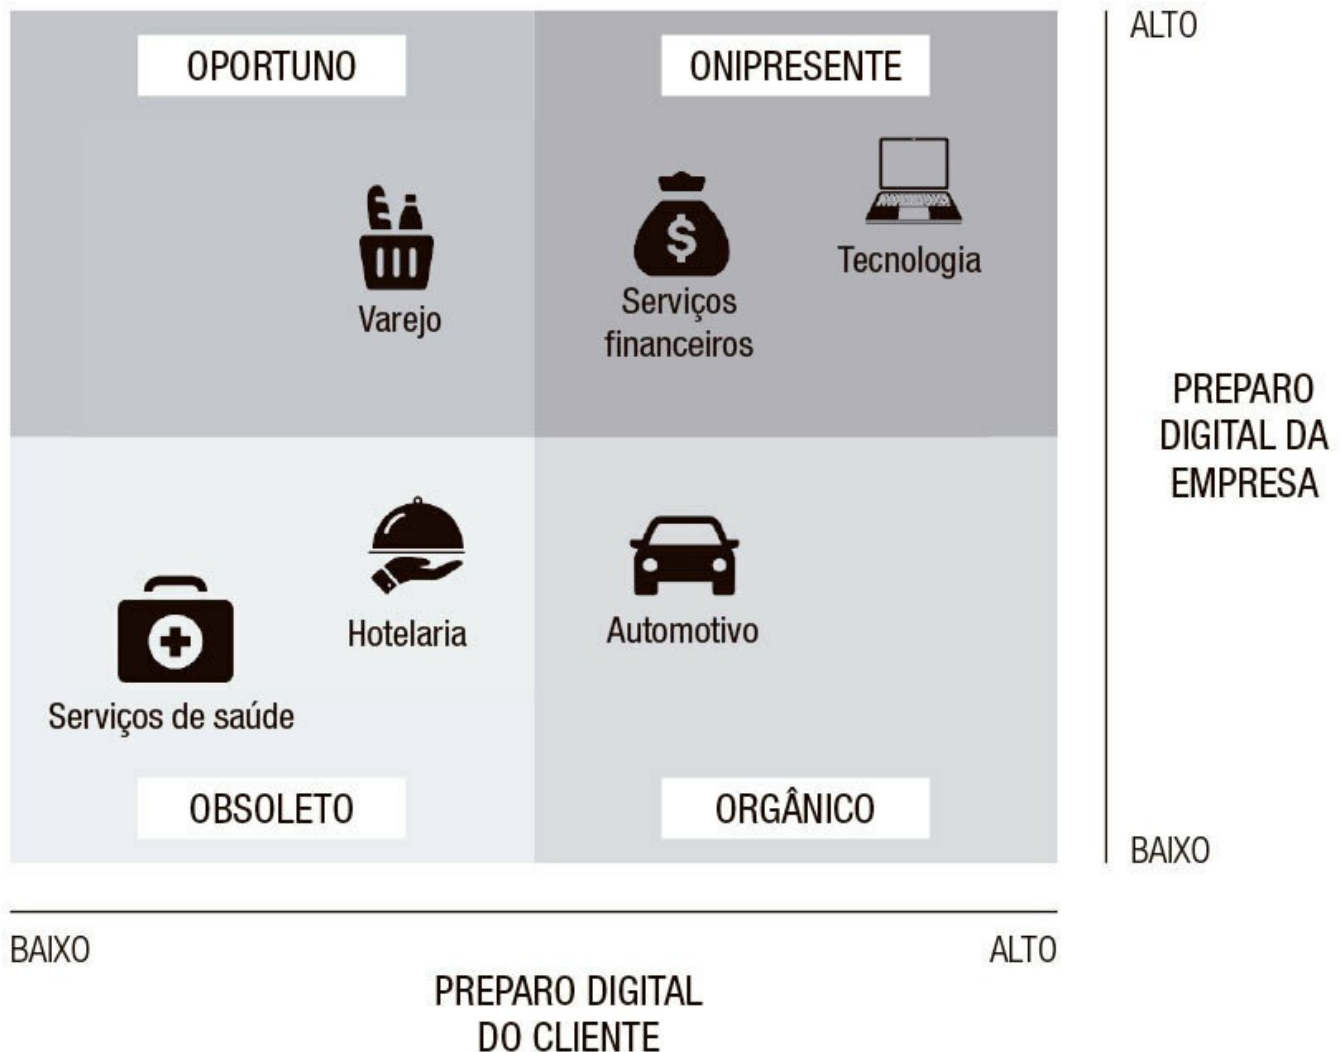 OPORTUNO
ONIPRESENTE
ALTO
$
Tecnologia
Serviços
financeiros
Varejo
PREPARO
DIGITAL DA
EMPRESA
Hotelaria
Automotivo
Serviços de saúde
OBSOLETO
ORGÂNICO
BAIXO
BAIXO
ALTO
PREPARO DIGITAL
DO CLIENTE